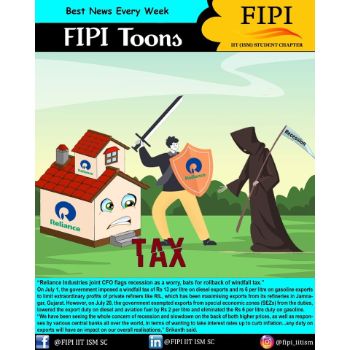 Best News Every Week
FIPI Toons
FIPI
IIT (ISM) STUDENT CHAPTER
RECESSION
Reliance
Reliance
Reliance
TAX
"Reliance Industries joint CFO flags recession as a worry, bats for rollback of windfall tax."
On July 1, the government imposed a windfall tax of Rs 13 per litre on diesel exports and Rs 6 per litre on gasoline exports
to limit extraordinary profits of private refiners like RIL, which has been maximising exports from its refineries in Jamna-
gar, Gujarat. However, on July 20, the government exempted exports from special economic zones (SEZs) from the duties,
lowered the export duty on diesel and aviation fuel by Rs 2 per litre and eliminated the Rs 6 per litre duty on gasoline.
"We have been seeing the whole concern of recession and slowdown on the back of both higher prices, as well as respon-
ses by various central banks all over the world, in terms of wanting to take interest rates up to curb inflation...any duty on
exports will have an impact on our overall realisations," Srikanth said.
@FIPI IIT ISM SC
@FIPI IIT ISM SC
@FIPI IIT ISM SC
@fipi_iitism